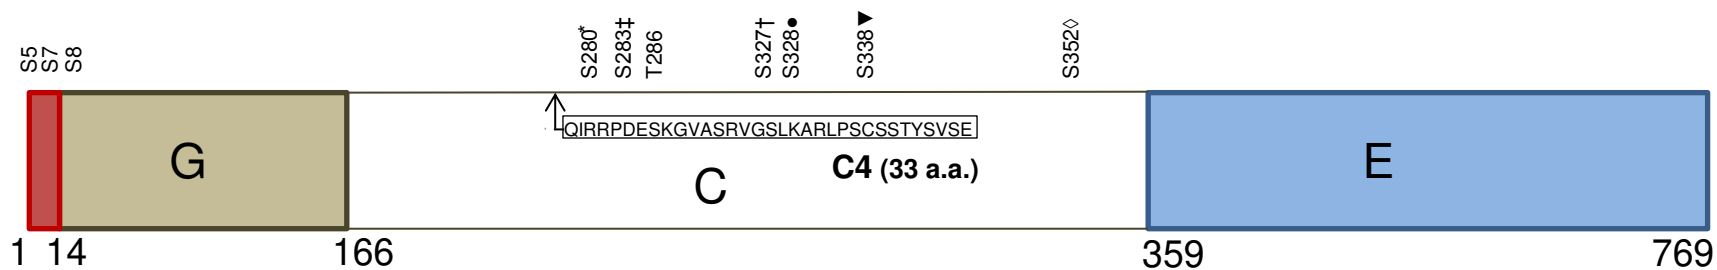 S5
S7
S8
S280*
S283‡
T286
S327†
S328●
S338▼
S352◇
QIRRPDESKGVASRVGSLKARLPSCSSTYSVSE
G
C
C4 (33 a.a.)
E
1
14
166
359
769